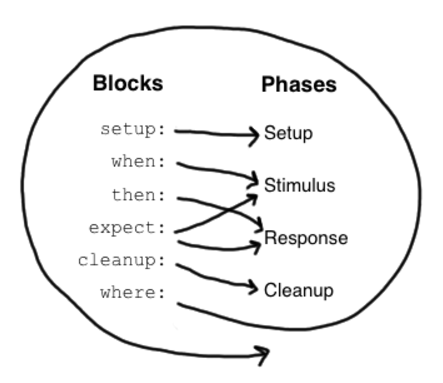 Blocks Phases
setup: Setup
when:
Stimulus
then:
expect: Response
cleanup:
where: Cleanup